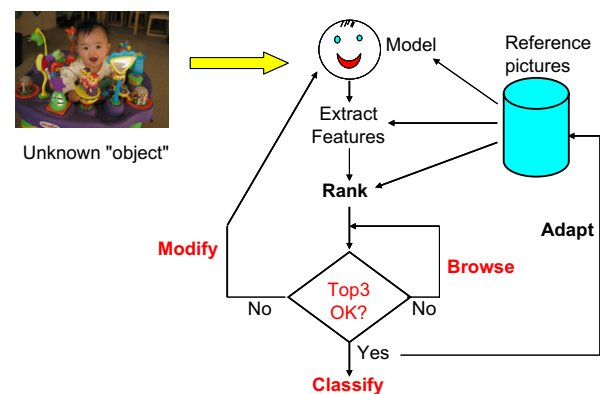 Model
Reference
pictures
Unknown "object"
Extract
Features
Rank
Adapt
Modify
Browse
Top3
OK?
No
No
Yes
Classify